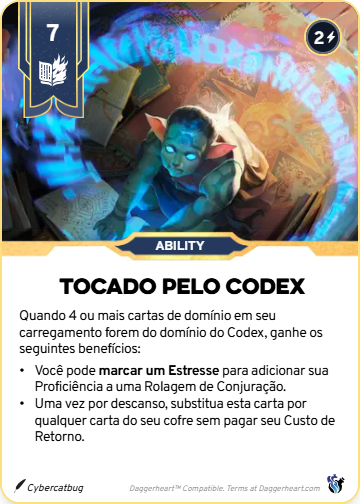 7
2
ABILITY
TOCADO PELO CODEX
Quando 4 ou mais cartas de domínio em seu
carregamento forem do domínio do Codex, ganhe os
seguintes benefícios:
• Você pode marcar um Estresse para adicionar sua
Proficiência a uma Rolagem de Conjuração.
• Uma vez por descanso, substitua esta carta por
qualquer carta do seu cofre sem pagar seu Custo de
Retorno.
Cybercatbug
Daggerheart™ Compatible. Terms at Daggerheart.com